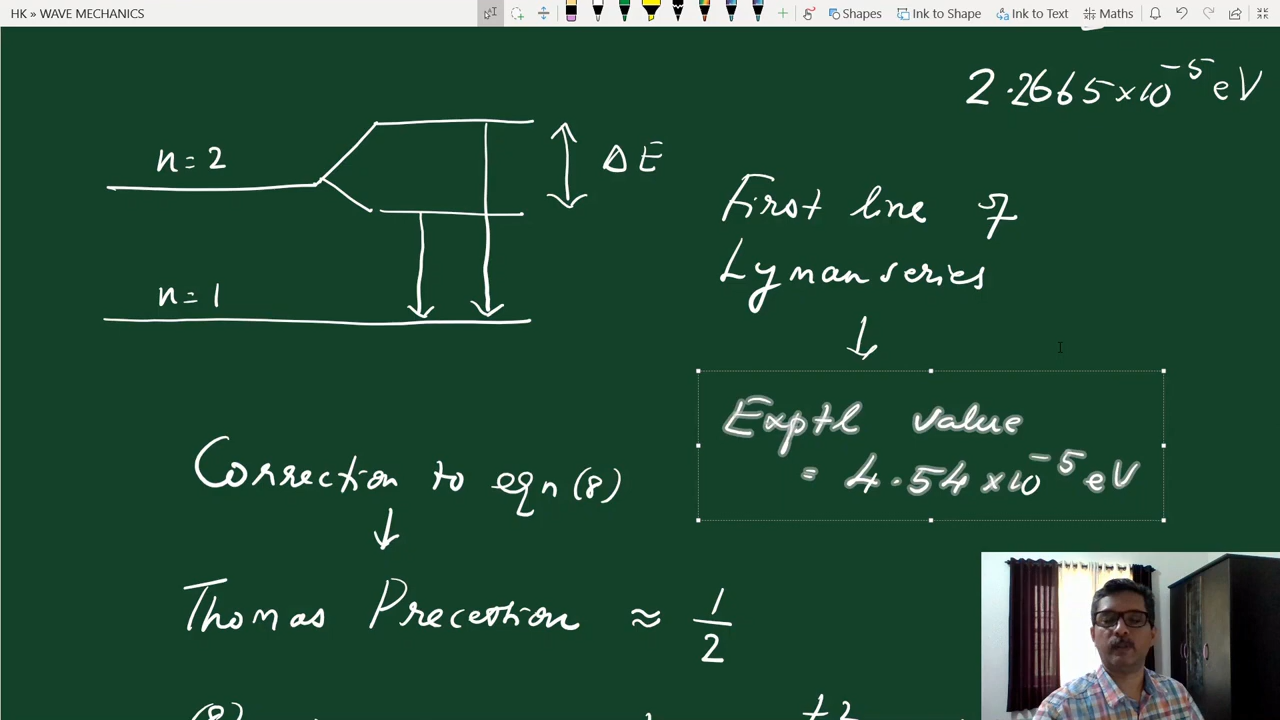 HK » WAVE MECHANICS
Shapes Ink to Shape Ink to Text Maths
2.2665×10⁻⁵ eV
n=2
ΔE
First line of
Lyman series
n=1
Exptl value
= 4.54×10⁻⁵ eV
Correction to eqn (8)
Thomas Precession ≈ 1/2
(8)